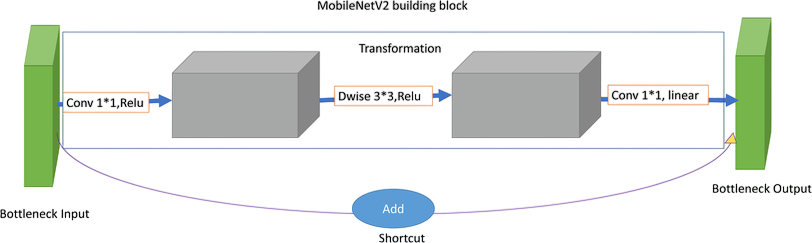 MobileNetV2 building block
Transformation
Conv 1*1,Relu
Dwise 3*3,Relu
Conv 1*1, linear
Bottleneck Input
Bottleneck Output
Add
Shortcut